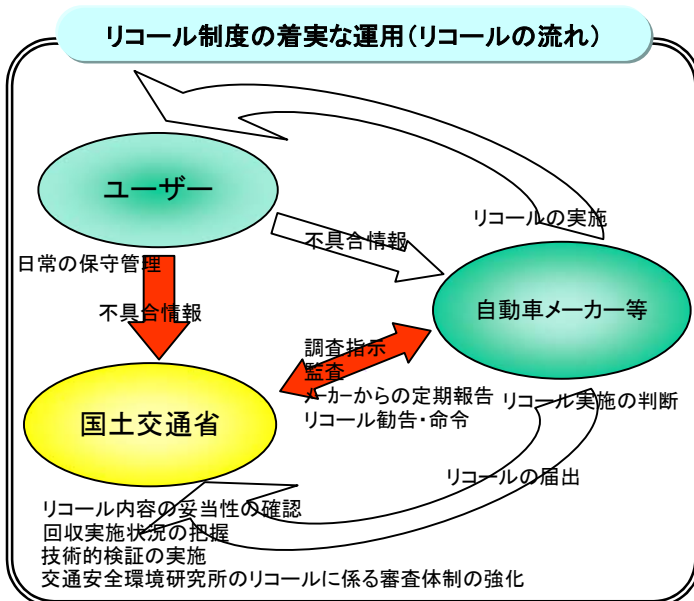 リコール制度の着実な運用（リコールの流れ）
ユーザー
リコールの実施
不具合情報
日常の保守管理
不具合情報
自動車メーカー等
調査指示
監査
メーカーからの定期報告
リコール勧告・命令
リコール実施の判断
国土交通省
リコールの届出
リコール内容の妥当性の確認
回収実施状況の把握
技術的検証の実施
交通安全環境研究所のリコールに係る審査体制の強化